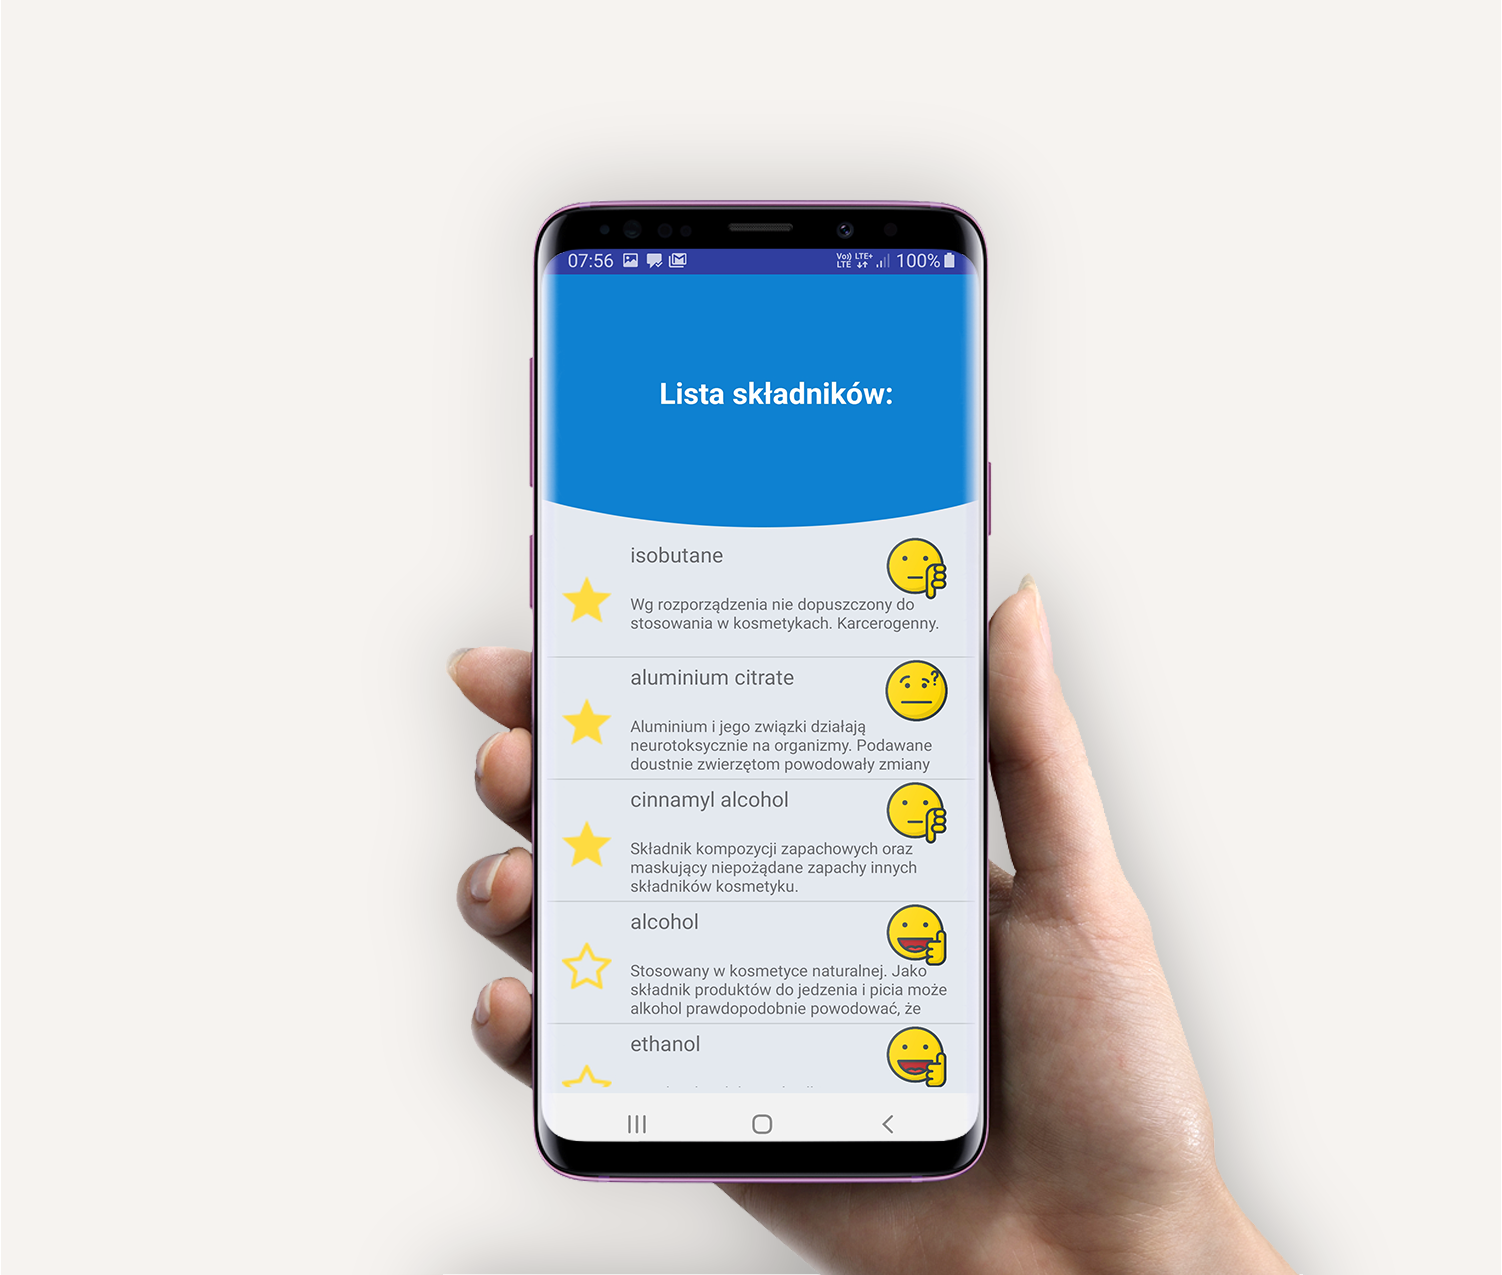 07:56
Vo)) LTE+
LTE
100%
Lista składników:
isobutane
Wg rozporządzenia nie dopuszczony do
stosowania w kosmetykach. Karcerogenny.
aluminium citrate
?
Aluminium i jego związki działają
neurotoksycznie na organizmy. Podawane
doustnie zwierzętom powodowały zmiany
cinnamyl alcohol
Składnik kompozycji zapachowych oraz
maskujący niepożądane zapachy innych
składników kosmetyku.
alcohol
Stosowany w kosmetyce naturalnej. Jako
składnik produktów do jedzenia i picia może
alkohol prawdopodobnie powodować, że
ethanol